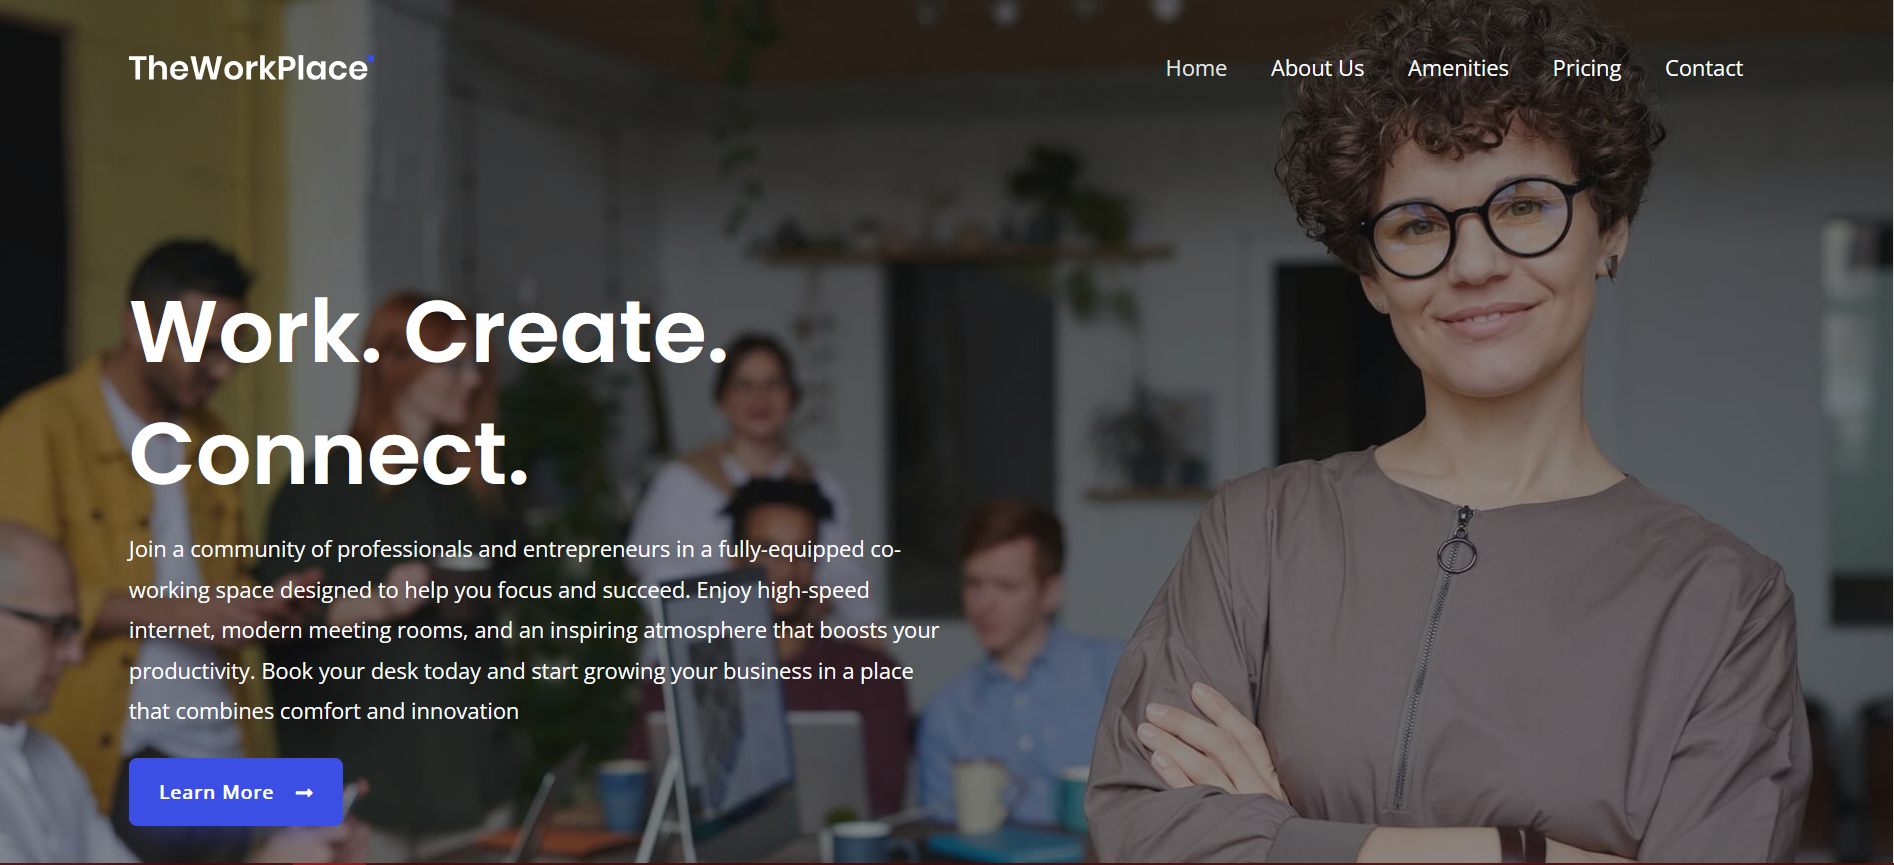 TheWorkPlace
Home About Us Amenities Pricing Contact
Work. Create.
Connect.
Join a community of professionals and entrepreneurs in a fully-equipped co-
working space designed to help you focus and succeed. Enjoy high-speed
internet, modern meeting rooms, and an inspiring atmosphere that boosts your
productivity. Book your desk today and start growing your business in a place
that combines comfort and innovation
Learn More →